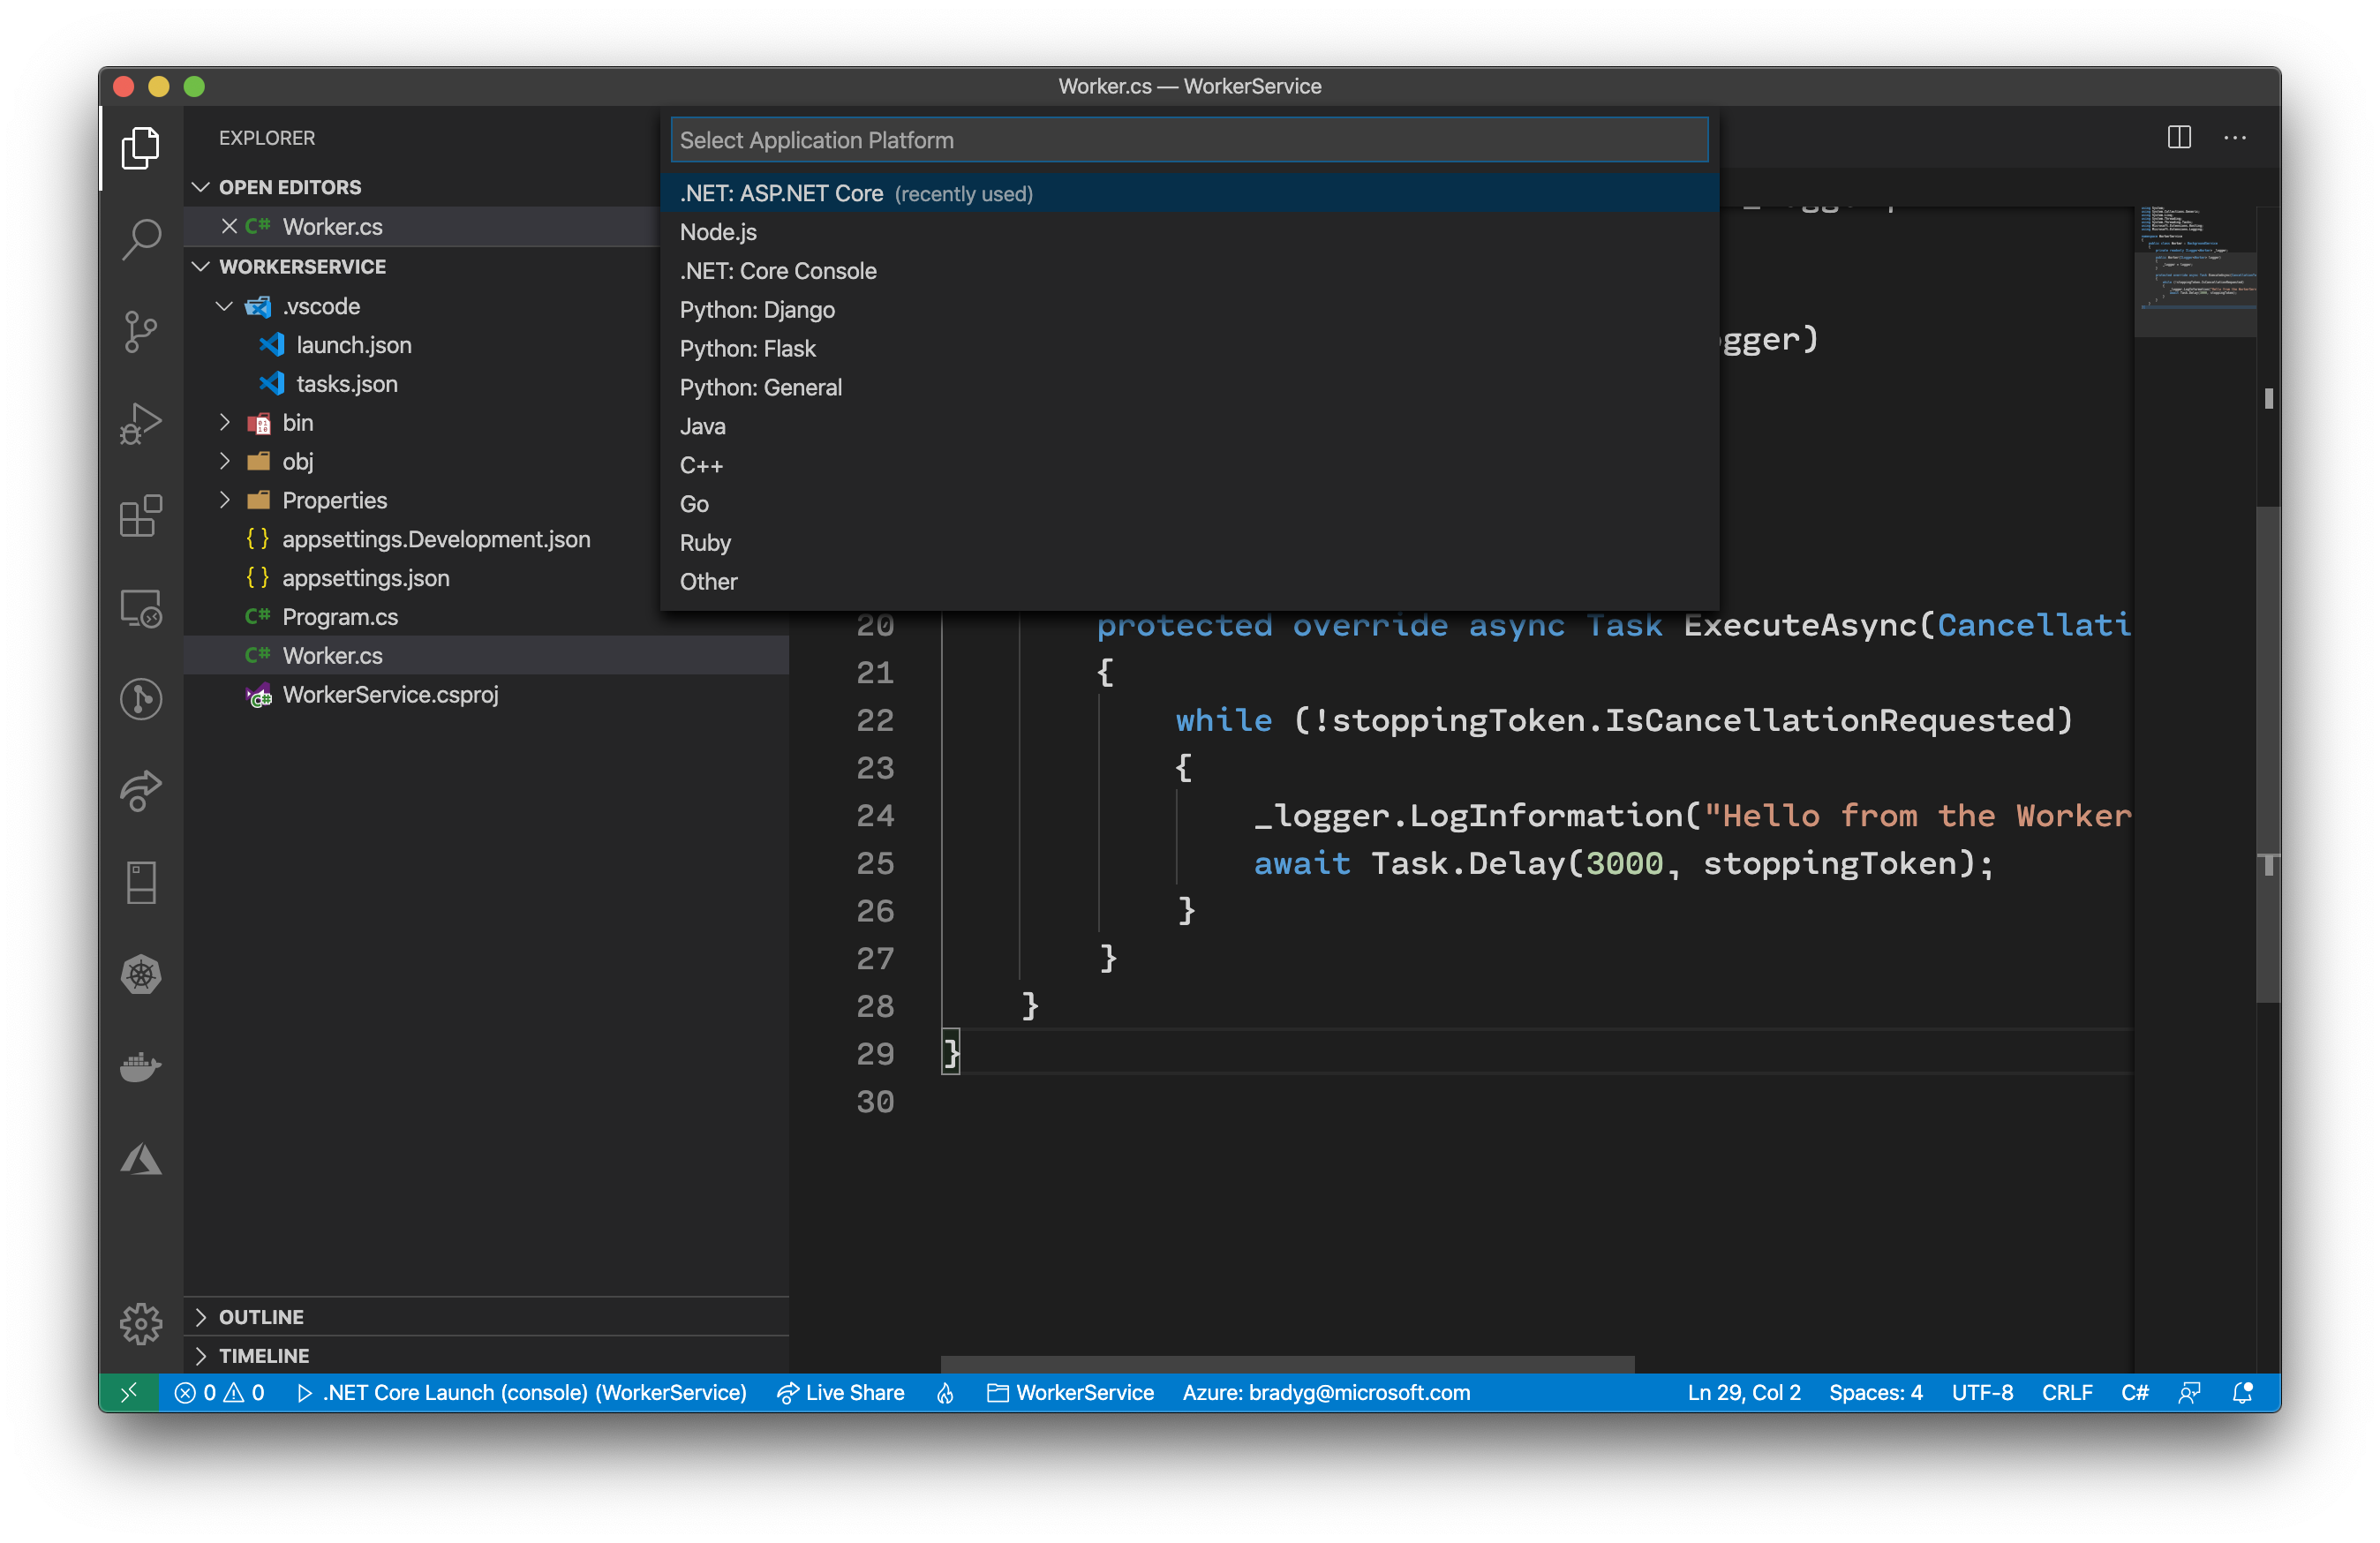 Worker.cs — WorkerService
EXPLORER
OPEN EDITORS
C# Worker.cs
WORKERSERVICE
.vscode
launch.json
tasks.json
bin
obj
Properties
{ } appsettings.Development.json
{ } appsettings.json
C# Program.cs
C# Worker.cs
WorkerService.csproj
OUTLINE
TIMELINE
Select Application Platform
.NET: ASP.NET Core (recently used)
Node.js
.NET: Core Console
Python: Django
Python: Flask
Python: General
Java
C++
Go
Ruby
Other
ogger)
20 protected override async Task ExecuteAsync(Cancellati
21 {
22 while (!stoppingToken.IsCancellationRequested)
23 {
24 _logger.LogInformation("Hello from the Worker
25 await Task.Delay(3000, stoppingToken);
26 }
27 }
28 }
29 }
30
0 0 .NET Core Launch (console) (WorkerService) Live Share WorkerService Azure: bradyg@microsoft.com Ln 29, Col 2 Spaces: 4 UTF-8 CRLF C#